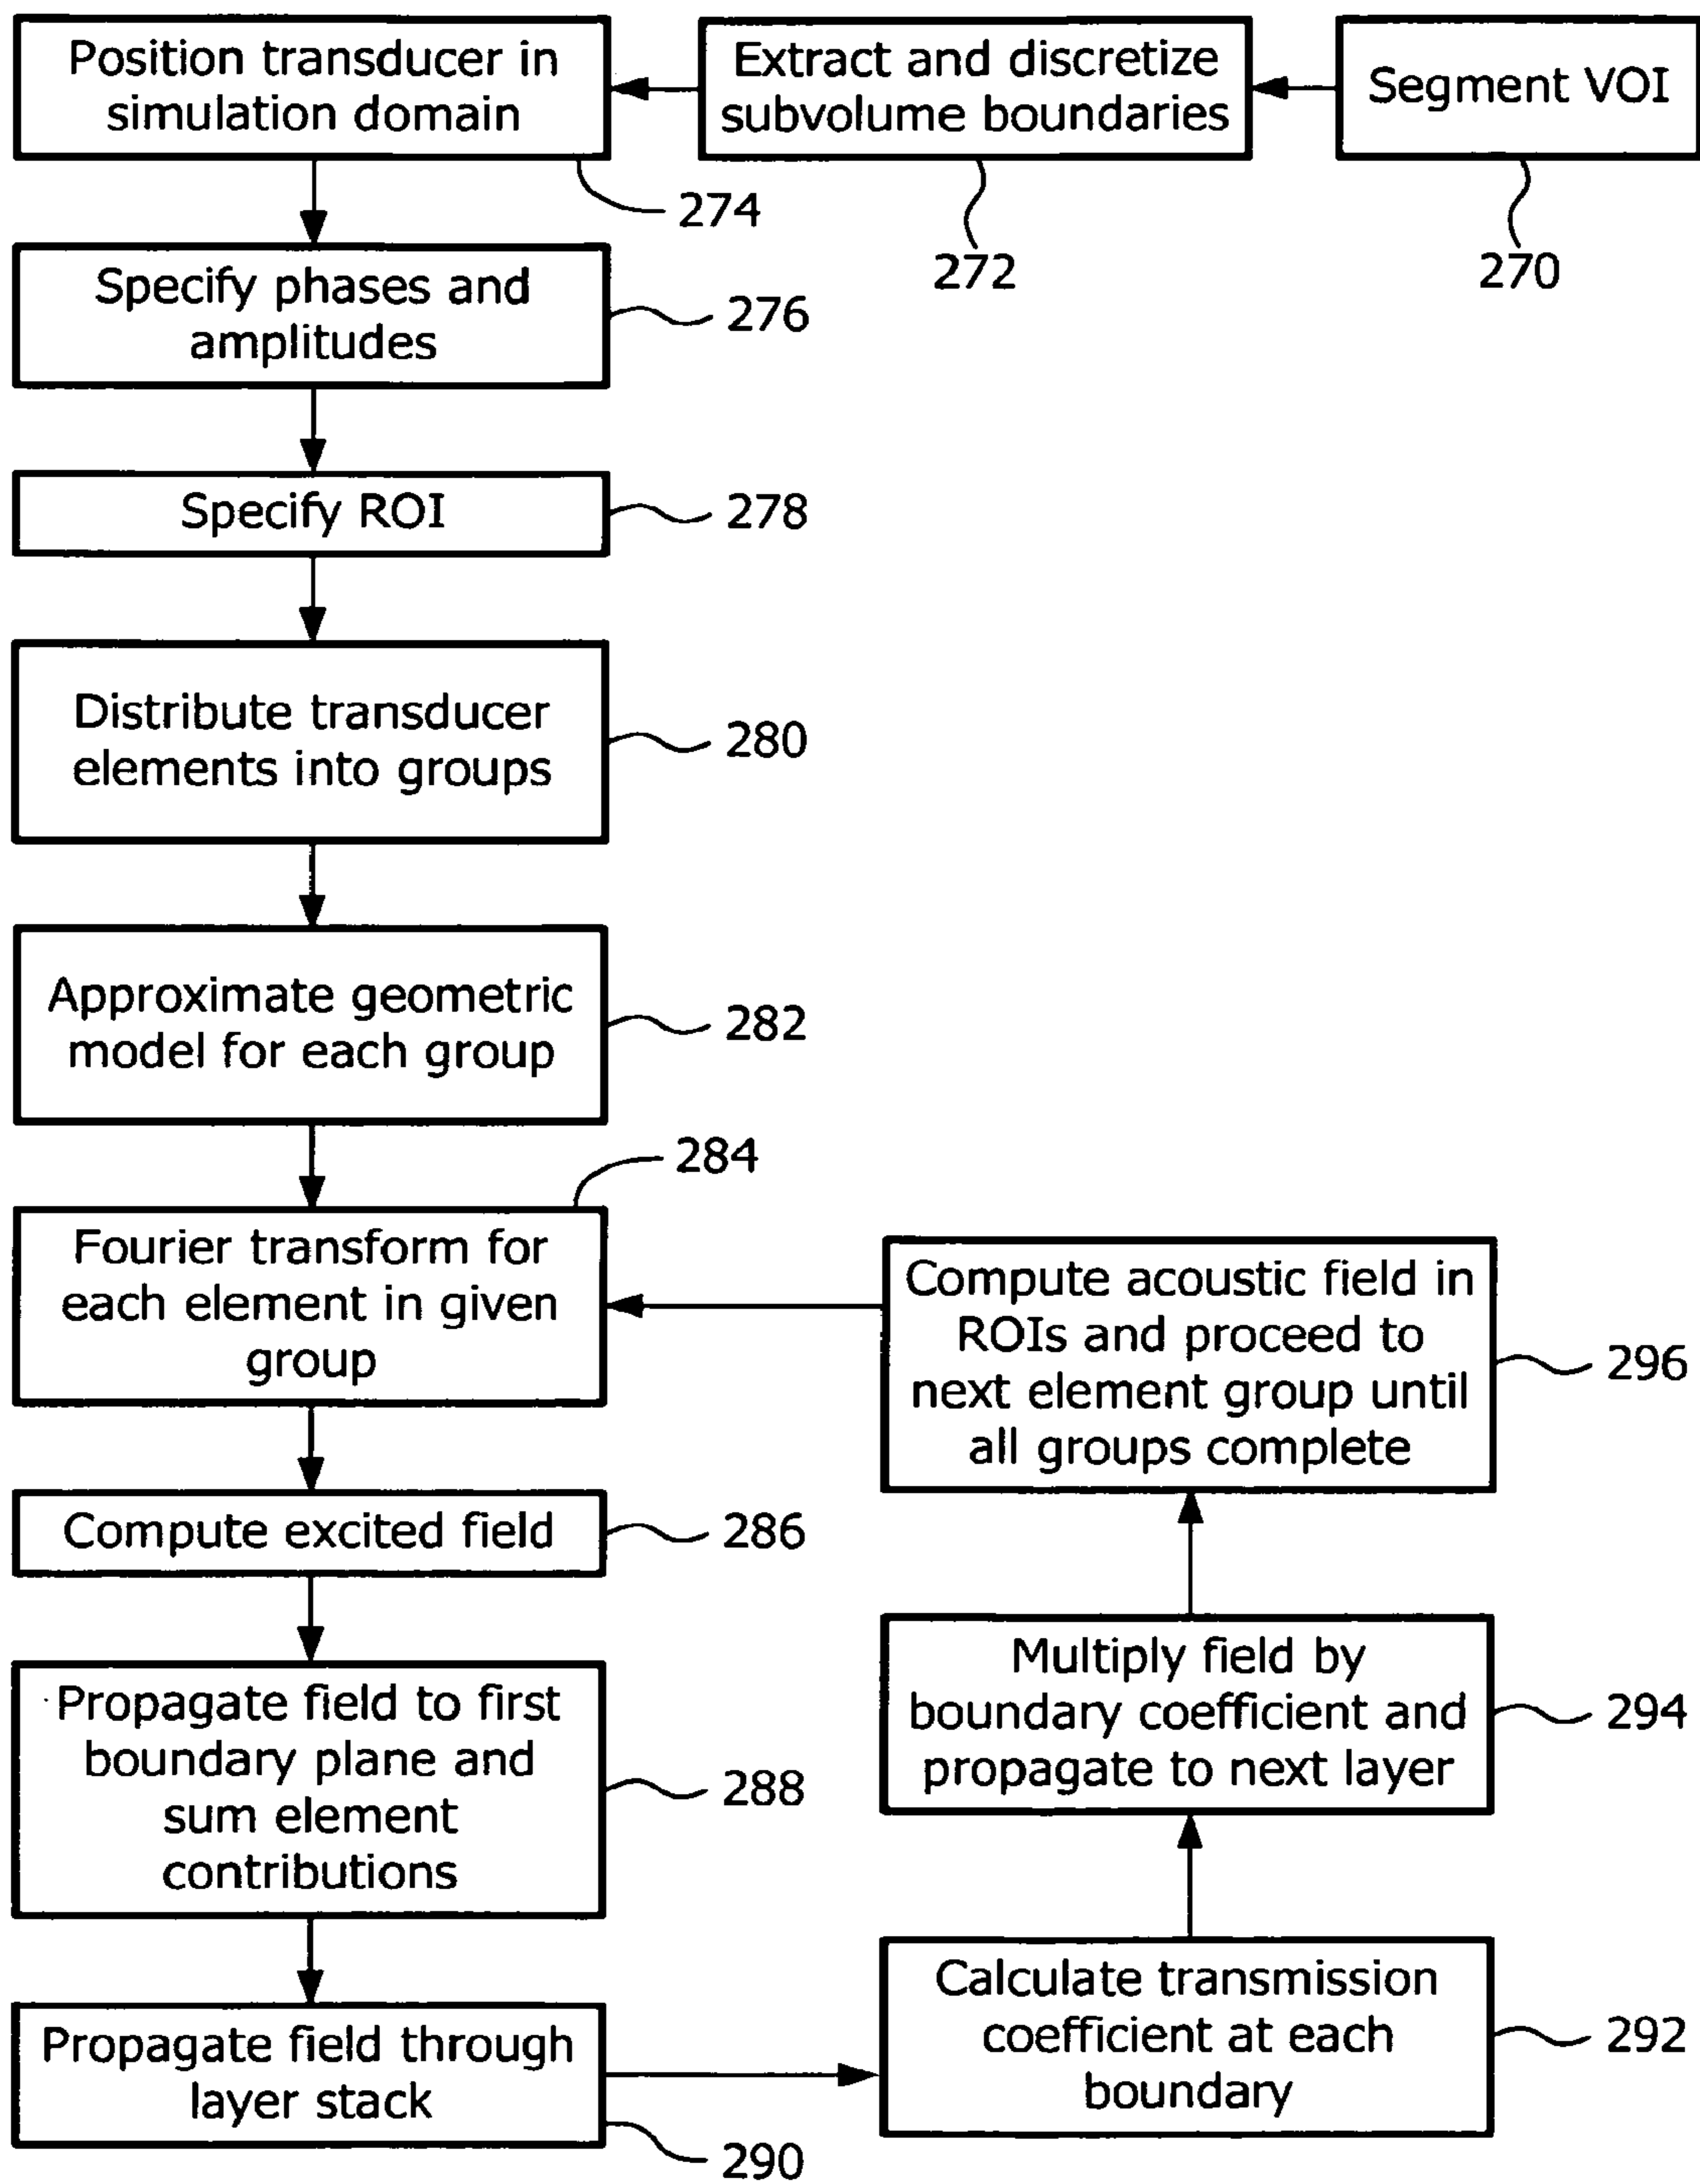 Segment VOI
270
Extract and discretize
subvolume boundaries
272
Position transducer in
simulation domain
274
Specify phases and
amplitudes
276
Specify ROI
278
Distribute transducer
elements into groups
280
Approximate geometric
model for each group
282
284
Fourier transform for
each element in given
group
Compute excited field
286
Propagate field to first
boundary plane and
sum element
contributions
288
Propagate field through
layer stack
290
Calculate transmission
coefficient at each
boundary
292
Multiply field by
boundary coefficient and
propagate to next layer
294
Compute acoustic field in
ROIs and proceed to
next element group until
all groups complete
296